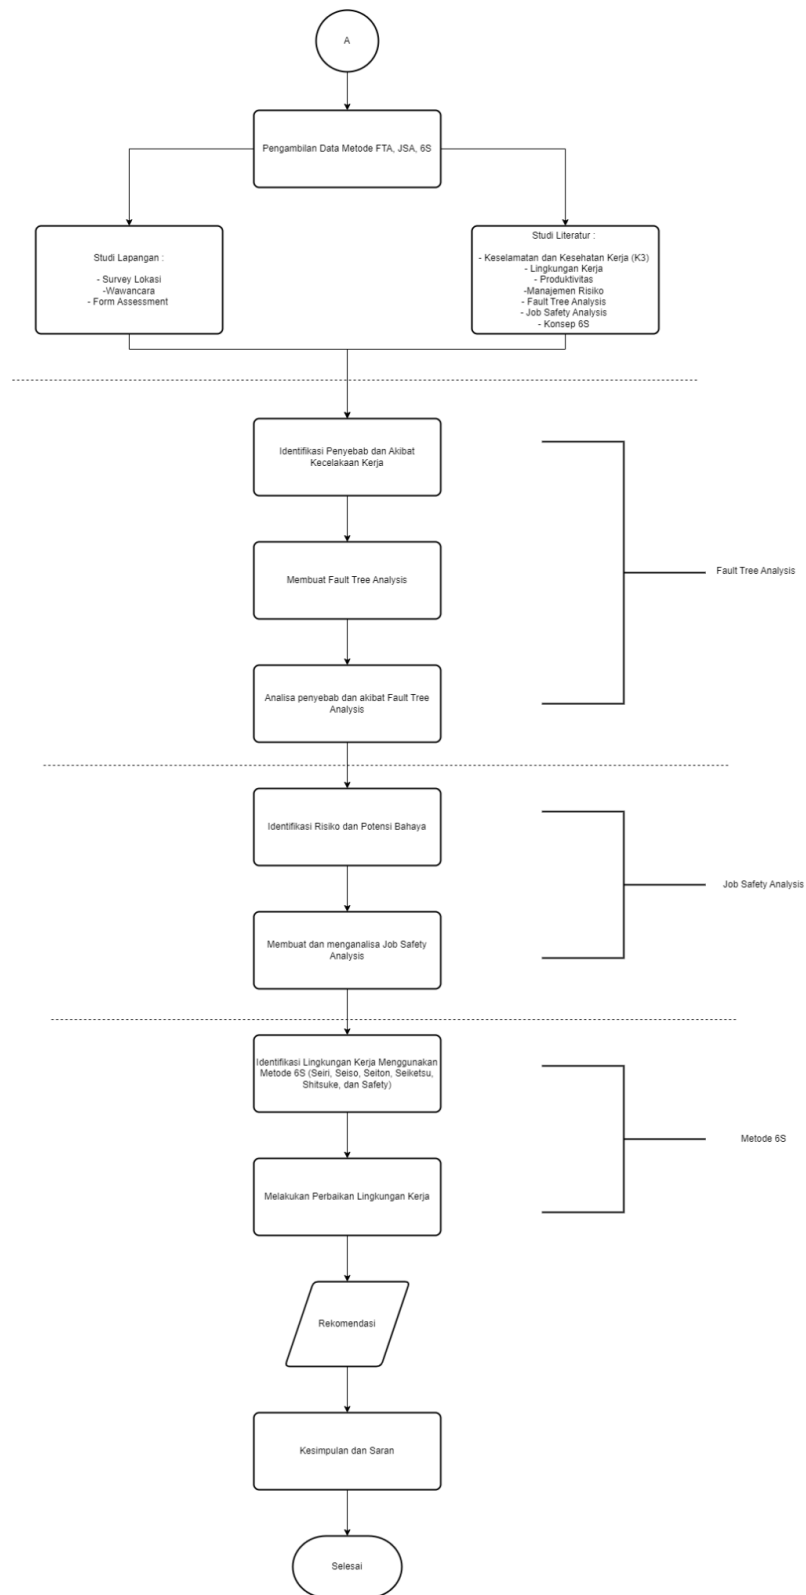 A
Pengambilan Data Metode FTA, JSA, 6S
Studi Lapangan :
- Survey Lokasi
-Wawancara
- Form Assessment
Studi Literatur :
- Keselamatan dan Kesehatan Kerja (K3)
- Lingkungan Kerja
- Produktivitas
-Manajemen Risiko
- Fault Tree Analysis
- Job Safety Analysis
- Konsep 6S
Identifikasi Penyebab dan Akibat
Kecelakaan Kerja
Membuat Fault Tree Analysis
Analisa penyebab dan akibat Fault Tree
Analysis
Fault Tree Analysis
Identifikasi Risiko dan Potensi Bahaya
Membuat dan menganalisa Job Safety
Analysis
Job Safety Analysis
Identifikasi Lingkungan Kerja Menggunakan
Metode 6S (Seiri, Seiso, Seiton, Seiketsu,
Shitsuke, dan Safety)
Melakukan Perbaikan Lingkungan Kerja
Metode 6S
Rekomendasi
Kesimpulan dan Saran
Selesai